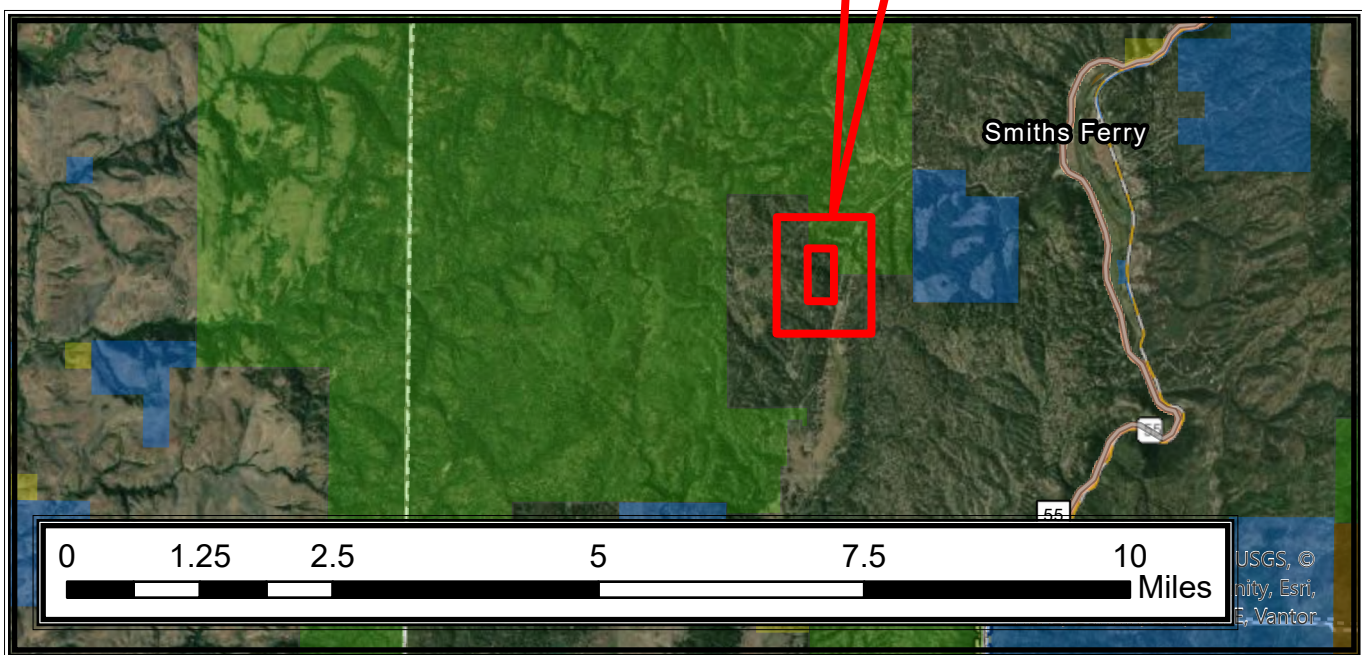 Smiths Ferry
55
55
0 1.25 2.5 5 7.5 10
Miles
USGS, ©
nity, Esri,
E, Vantor